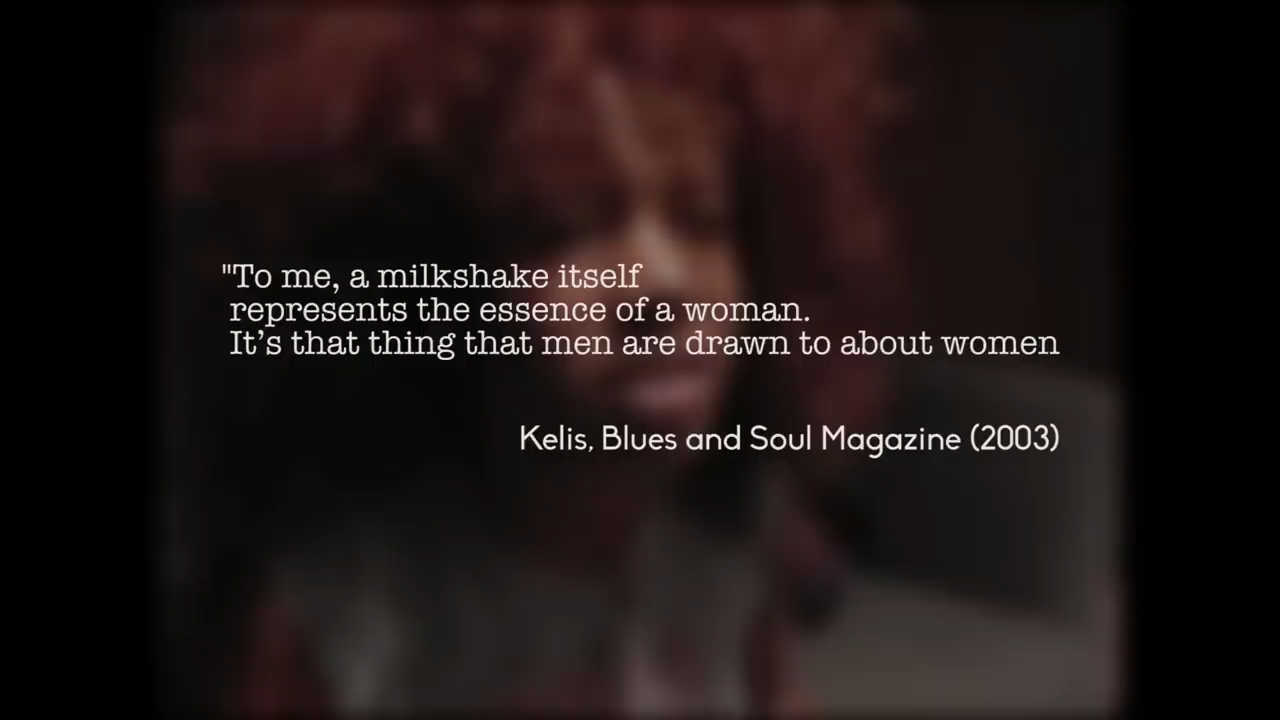 "To me, a milkshake itself
represents the essence of a woman.
It’s that thing that men are drawn to about women
Kelis, Blues and Soul Magazine (2003)